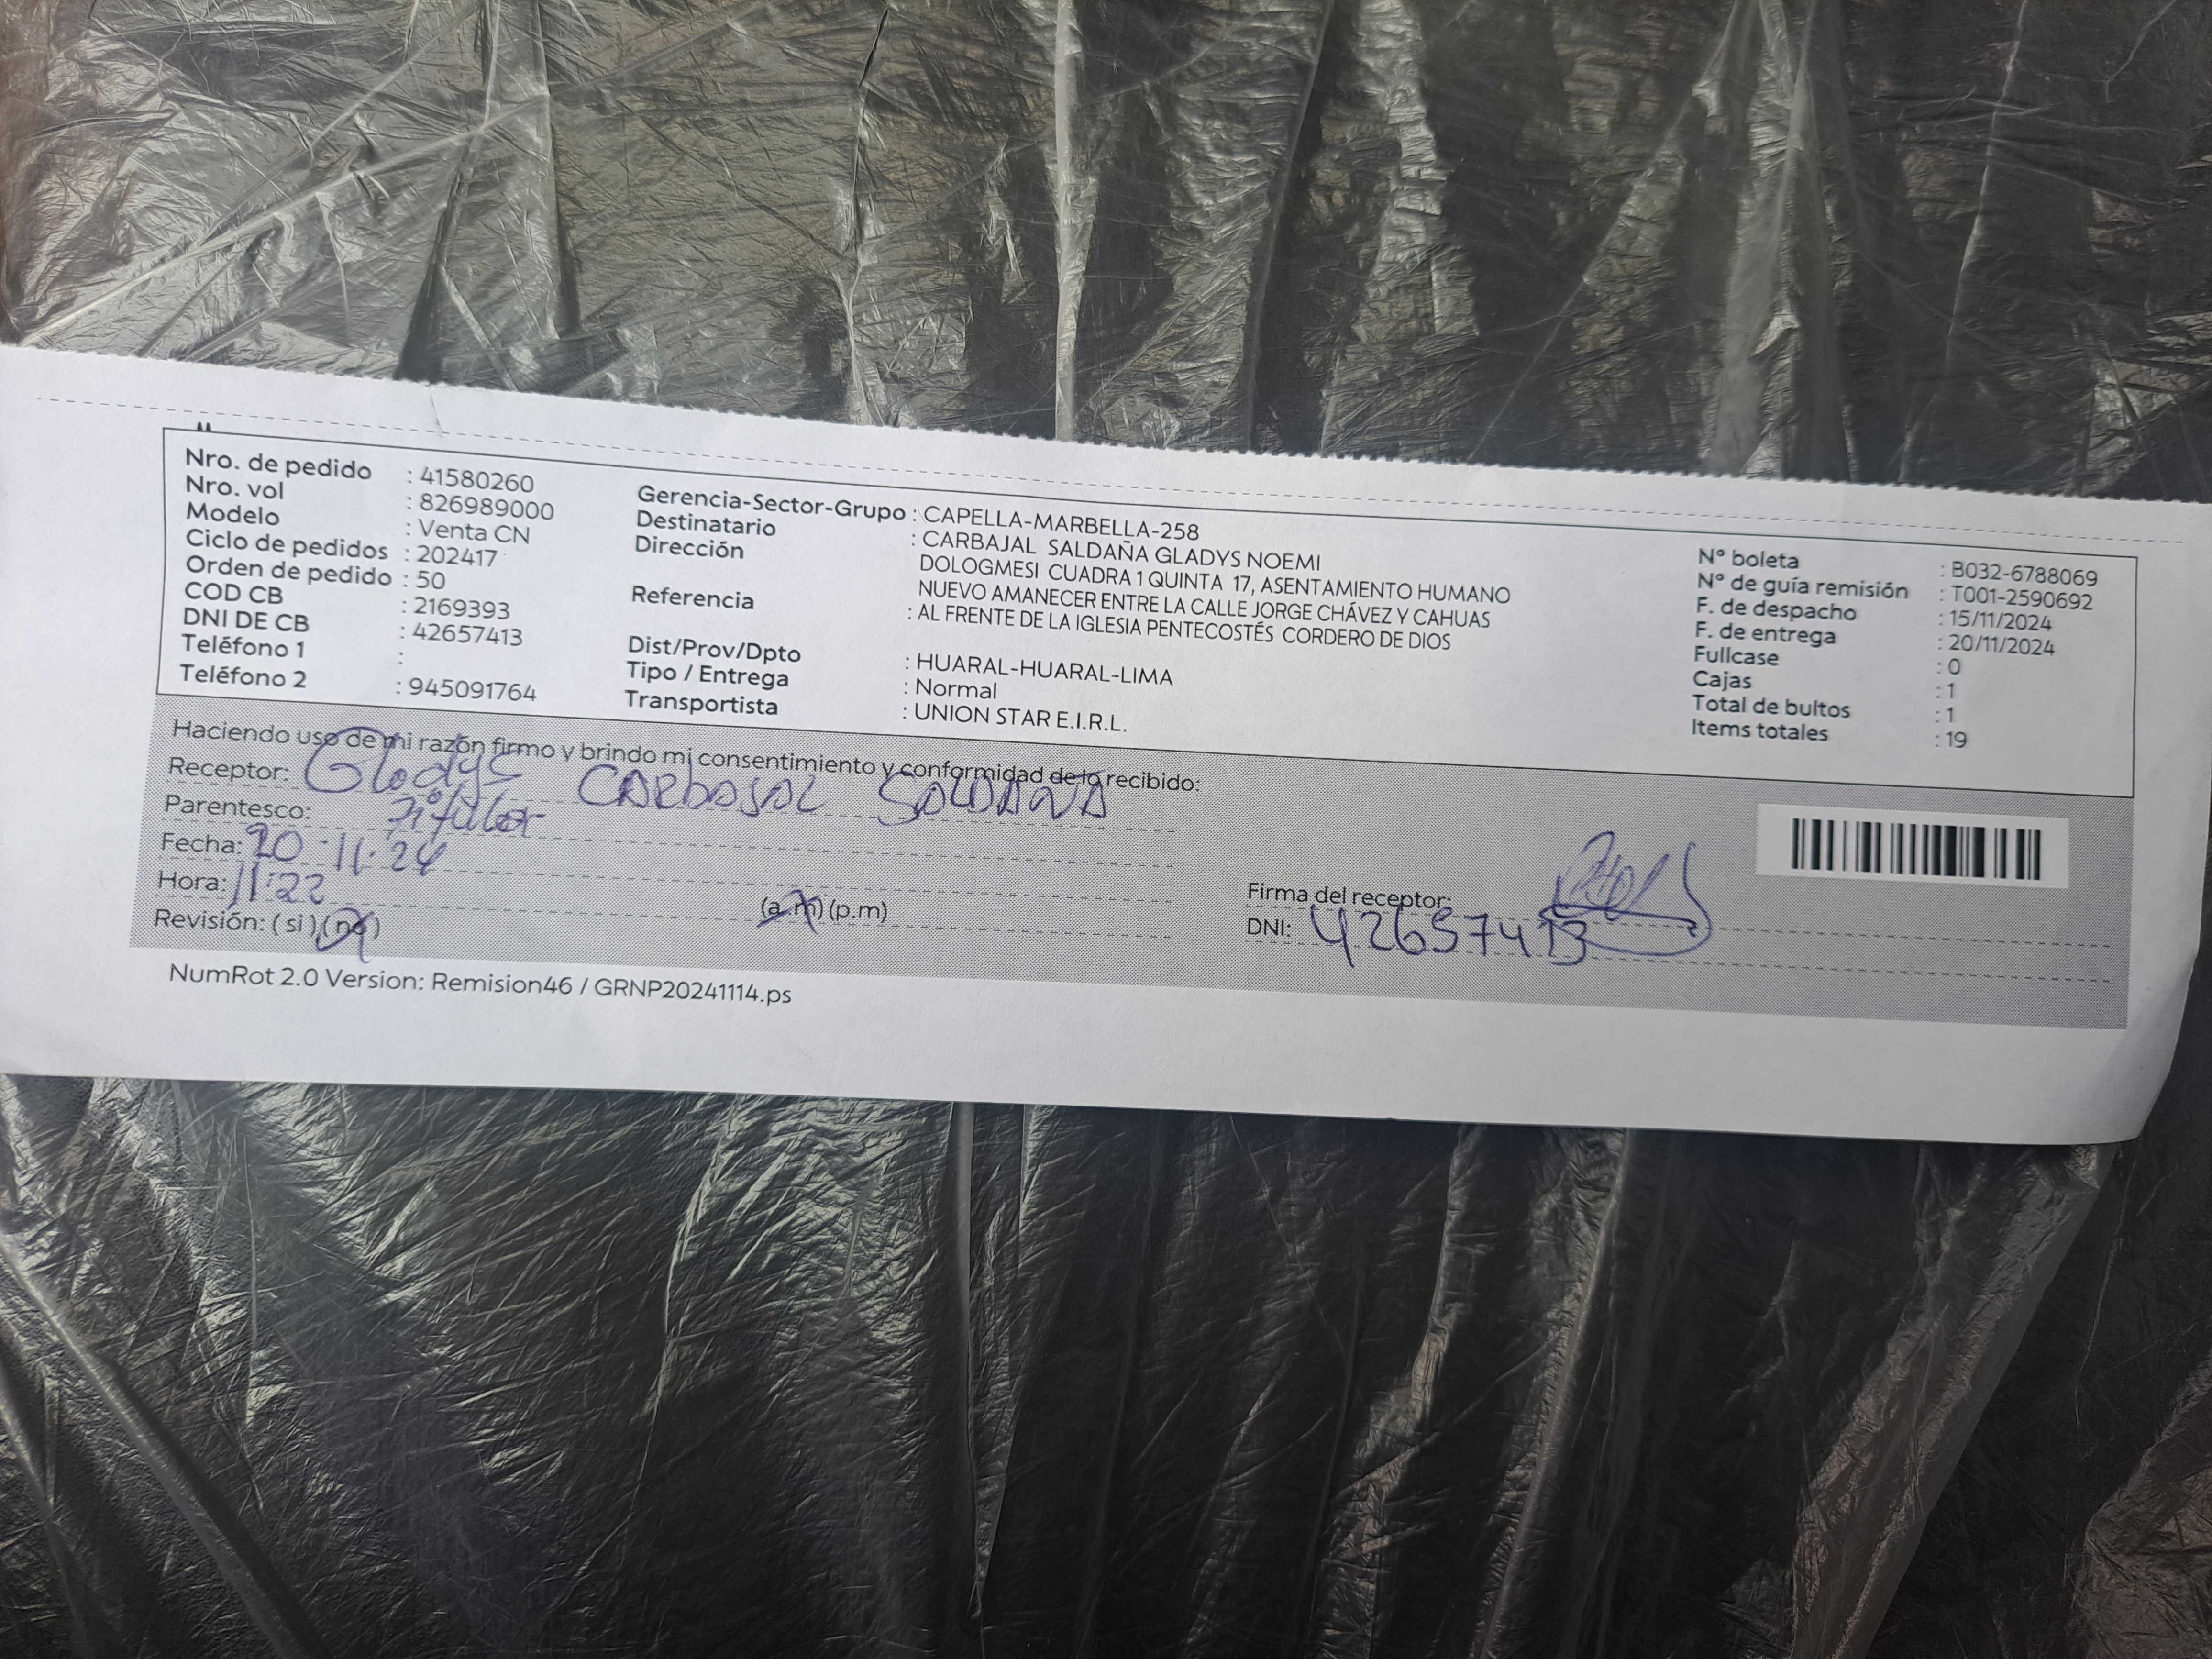 Nro. de pedido : 41580260
Nro. vol : 826989000
Modelo : Venta CN
Ciclo de pedidos : 202417
Orden de pedido : 50
COD CB : 2169393
DNI DE CB : 42657413
Teléfono 1 :
Teléfono 2 : 945091764
Gerencia-Sector-Grupo : CAPELLA-MARBELLA-258
Destinatario : CARBAJAL SALDAÑA GLADYS NOEMI
Dirección DOLOGMESI CUADRA 1 QUINTA 17, ASENTAMIENTO HUMANO
NUEVO AMANECER ENTRE LA CALLE JORGE CHÁVEZ Y CAHUAS
Referencia : AL FRENTE DE LA IGLESIA PENTECOSTÉS CORDERO DE DIOS
Dist/Prov/Dpto : HUARAL-HUARAL-LIMA
Tipo / Entrega : Normal
Transportista : UNION STAR E.I.R.L.
N° boleta : B032-6788069
N° de guía remisión : T001-2590692
F. de despacho : 15/11/2024
F. de entrega : 20/11/2024
Fullcase : 0
Cajas : 1
Total de bultos : 1
Items totales : 19
Haciendo uso de mi razón firmo y brindo mi consentimiento y conformidad de lo recibido:
Receptor: Gladys CARbaJAL SALDAÑA
Parentesco: Titular
Fecha: 20-11-24
Hora: 11:22 (a.m) (p.m)
Revisión: ( si ) ( no )
Firma del receptor:
DNI: 42657413
NumRot 2.0 Version: Remision46 / GRNP20241114.ps